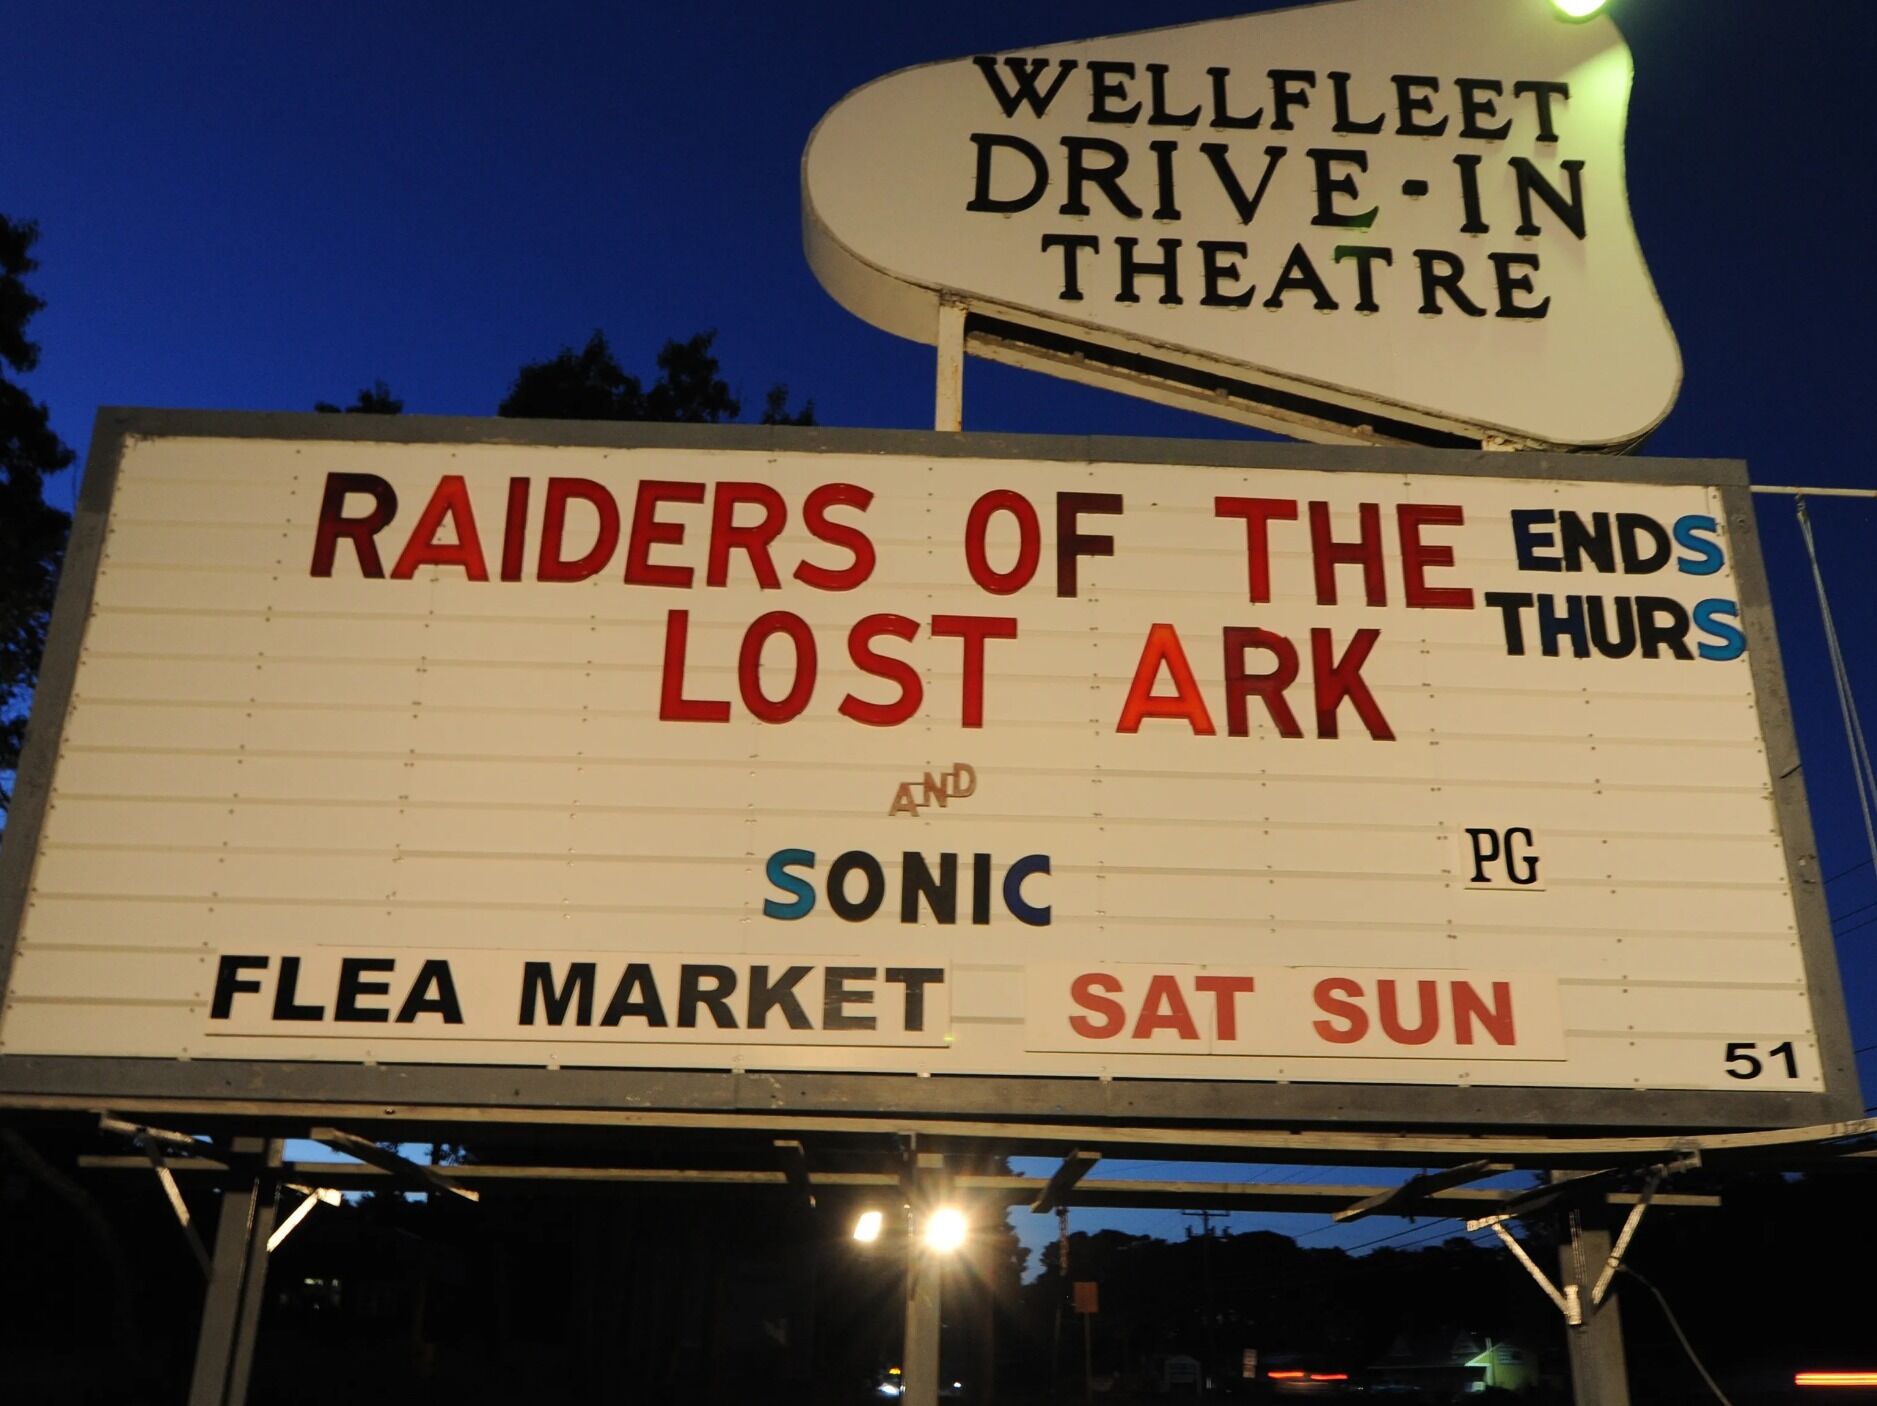 WELLFLEET
DRIVE-IN
THEATRE
RAIDERS OF THE ENDS
LOST ARK THURS
AND
SONIC PG
FLEA MARKET SAT SUN
51